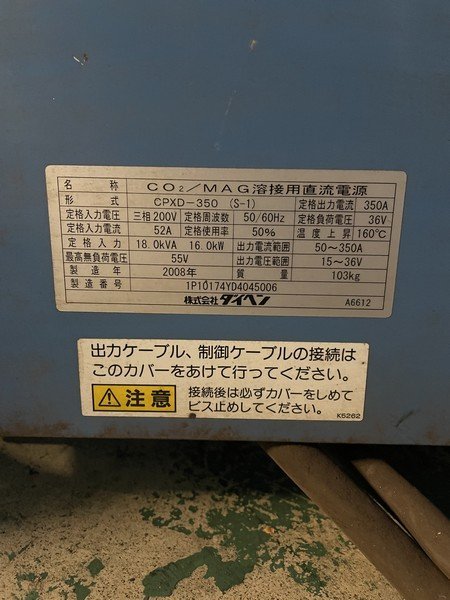 名称 CO₂/MAG溶接用直流電源
形式 CPXD-350 (S-1) 定格出力電流 350A
定格入力電圧 三相200V 定格周波数 50/60Hz 定格負荷電圧 36V
定格入力電流 52A 定格使用率 50% 温度上昇 160℃
定格入力 18.0kVA 16.0kW 出力電流範囲 50~350A
最高無負荷電圧 55V 出力電圧範囲 15~36V
製造年 2008年 質量 103kg
製造番号 1P10174YD4045006
株式会社ダイヘン A6612
出力ケーブル、制御ケーブルの接続は
このカバーをあけて行ってください。
注意 接続後は必ずカバーをしめて
ビス止めしてください。
K5262